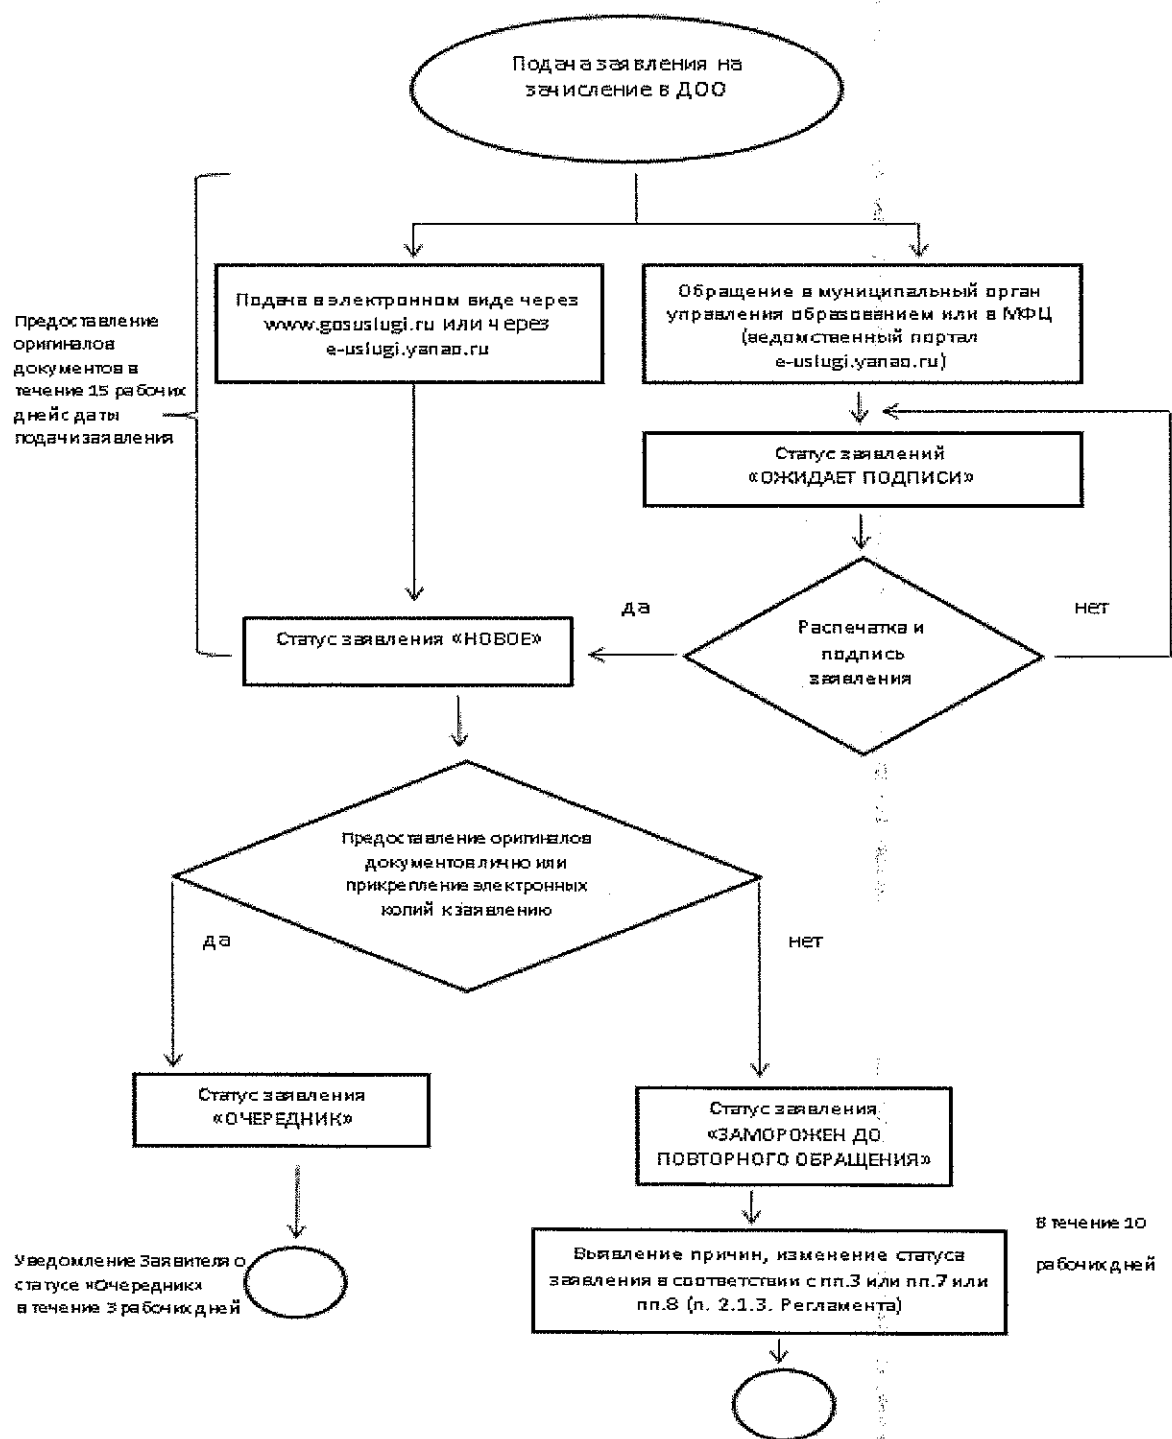 Подача заявления на
зачисление в ДОО
Подача в электронном виде через
www.gosuslugi.ru или через
e-uslugi.yanao.ru
Обращение в муниципальный орган
управления образованием или в МФЦ
(ведомственный портал
e-uslugi.yanao.ru)
Предоставление
оригиналов
документов в
течение 15 рабочих
дней с даты
подачи заявления
Статус заявлений
«ОЖИДАЕТ ПОДПИСИ»
да
нет
Статус заявления «НОВОЕ»
Распечатка и
подпись
заявления
Предоставление оригиналов
документов лично или
прикрепление электронных
копий к заявлению
да
нет
Статус заявления
«ОЧЕРЕДНИК»
Статус заявления
«ЗАМОРОЖЕН ДО
ПОВТОРНОГО ОБРАЩЕНИЯ»
Уведомление Заявителя о
статусе «Очередник»
в течение 3 рабочих дней
Выявление причин, изменение статуса
заявления в соответствии с пп.3 или пп.7 или
пп.8 (п. 2.1.3. Регламента)
В течение 10
рабочих дней